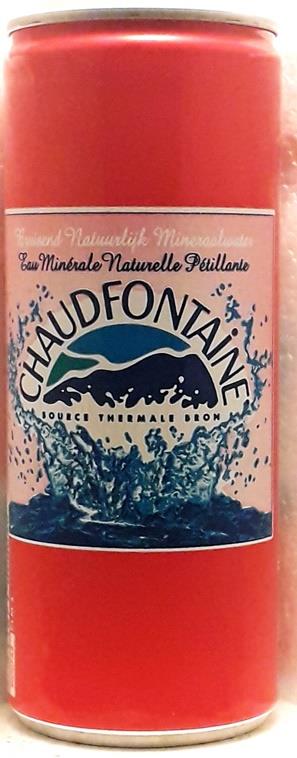 Bruisend Natuurlijk Mineraalwater
Eau Minérale Naturelle Pétillante
CHAUDFONTAINE
SOURCE THERMALE BRON